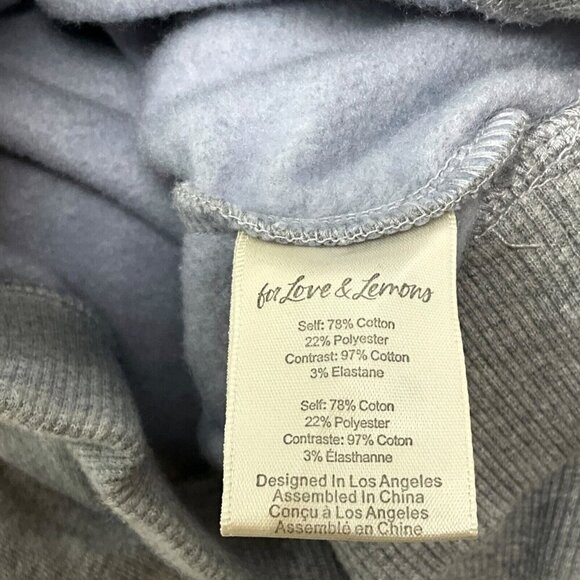 for Love & Lemons
Self: 78% Cotton
22% Polyester
Contrast: 97% Cotton
3% Elastane
Self: 78% Coton
22% Polyester
Contraste: 97% Coton
3% Élasthanne
Designed In Los Angeles
Assembled In China
Conçu à Los Angeles
Assemblé en Chine